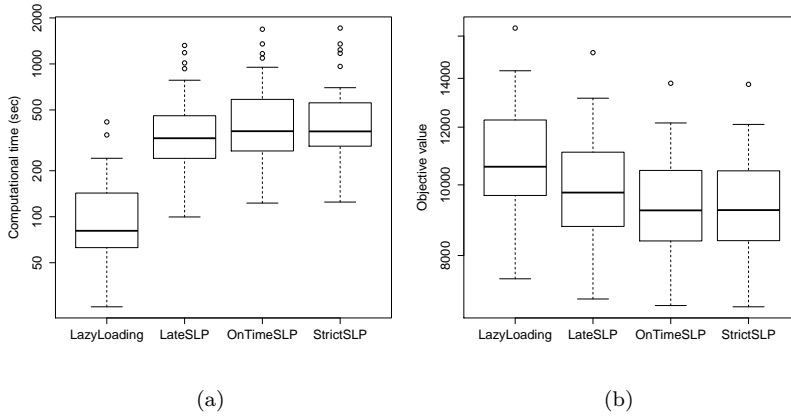 Computational time (sec)
2000
1000
500
200
100
50
LazyLoading LateSLP OnTimeSLP StrictSLP
(a)
Objective value
14000
12000
10000
8000
LazyLoading LateSLP OnTimeSLP StrictSLP
(b)